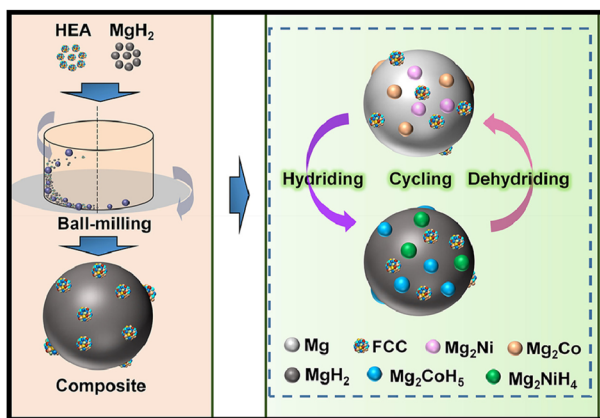 HEA MgH₂
Ball-milling
Composite
Hydriding Cycling Dehydriding
Mg FCC Mg₂Ni Mg₂Co
MgH₂ Mg₂CoH₅ Mg₂NiH₄